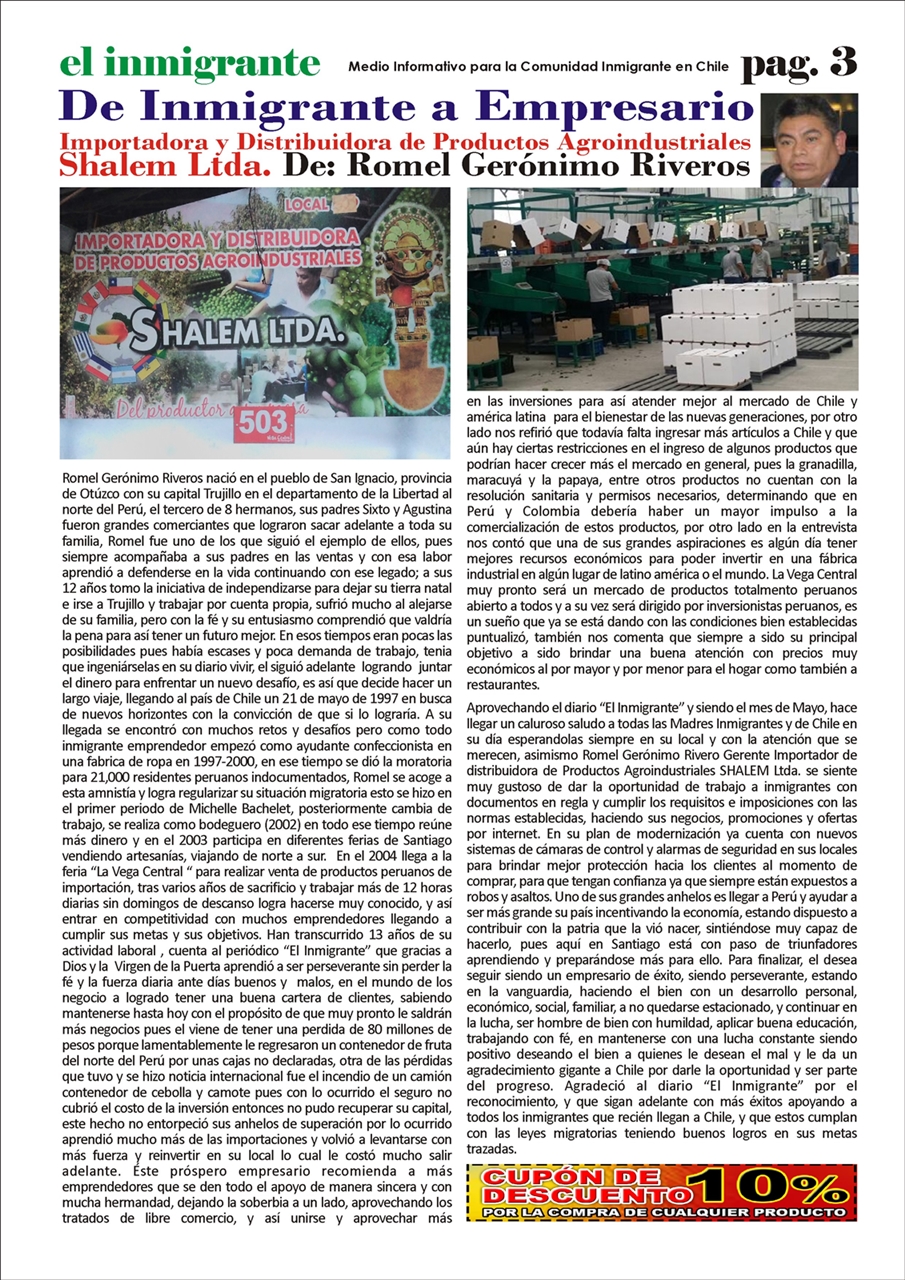 el inmigrante
Medio Informativo para la Comunidad Inmigrante en Chile
pag. 3
De Inmigrante a Empresario
Importadora y Distribuidora de Productos Agroindustriales
Shalem Ltda. De: Romel Gerónimo Riveros
LOCAL
IMPORTADORA Y DISTRIBUIDORA
DE PRODUCTOS AGROINDUSTRIALES
SHALEM LTDA.
Del productor a
503
Romel Gerónimo Riveros nació en el pueblo de San Ignacio, provincia
de Otúzco con su capital Trujillo en el departamento de la Libertad al
norte del Perú, el tercero de 8 hermanos, sus padres Sixto y Agustina
fueron grandes comerciantes que lograron sacar adelante a toda su
familia, Romel fue uno de los que siguió el ejemplo de ellos, pues
siempre acompañaba a sus padres en las ventas y con esa labor
aprendió a defenderse en la vida continuando con ese legado; a sus
12 años tomo la iniciativa de independizarse para dejar su tierra natal
e irse a Trujillo y trabajar por cuenta propia, sufrió mucho al alejarse
de su familia, pero con la fé y su entusiasmo comprendió que valdría
la pena para así tener un futuro mejor. En esos tiempos eran pocas las
posibilidades pues había escases y poca demanda de trabajo, tenia
que ingeniárselas en su diario vivir, el siguió adelante logrando juntar
el dinero para enfrentar un nuevo desafío, es así que decide hacer un
largo viaje, llegando al país de Chile un 21 de mayo de 1997 en busca
de nuevos horizontes con la convicción de que si lo lograría. A su
llegada se encontró con muchos retos y desafíos pero como todo
inmigrante emprendedor empezó como ayudante confeccionista en
una fabrica de ropa en 1997-2000, en ese tiempo se dió la moratoria
para 21,000 residentes peruanos indocumentados, Romel se acoge a
esta amnistía y logra regularizar su situación migratoria esto se hizo en
el primer periodo de Michelle Bachelet, posteriormente cambia de
trabajo, se realiza como bodeguero (2002) en todo ese tiempo reúne
más dinero y en el 2003 participa en diferentes ferias de Santiago
vendiendo artesanías, viajando de norte a sur. En el 2004 llega a la
feria “La Vega Central “ para realizar venta de productos peruanos de
importación, tras varios años de sacrificio y trabajar más de 12 horas
diarias sin domingos de descanso logra hacerse muy conocido, y así
entrar en competitividad con muchos emprendedores llegando a
cumplir sus metas y sus objetivos. Han transcurrido 13 años de su
actividad laboral , cuenta al periódico “El Inmigrante” que gracias a
Dios y la Virgen de la Puerta aprendió a ser perseverante sin perder la
fé y la fuerza diaria ante días buenos y malos, en el mundo de los
negocio a logrado tener una buena cartera de clientes, sabiendo
mantenerse hasta hoy con el propósito de que muy pronto le saldrán
más negocios pues el viene de tener una perdida de 80 millones de
pesos porque lamentablemente le regresaron un contenedor de fruta
del norte del Perú por unas cajas no declaradas, otra de las pérdidas
que tuvo y se hizo noticia internacional fue el incendio de un camión
contenedor de cebolla y camote pues con lo ocurrido el seguro no
cubrió el costo de la inversión entonces no pudo recuperar su capital,
este hecho no entorpeció sus anhelos de superación por lo ocurrido
aprendió mucho más de las importaciones y volvió a levantarse con
más fuerza y reinvertir en su local lo cual le costó mucho salir
adelante. Éste próspero empresario recomienda a más
emprendedores que se den todo el apoyo de manera sincera y con
mucha hermandad, dejando la soberbia a un lado, aprovechando los
tratados de libre comercio, y así unirse y aprovechar más
en las inversiones para así atender mejor al mercado de Chile y
américa latina para el bienestar de las nuevas generaciones, por otro
lado nos refirió que todavía falta ingresar más artículos a Chile y que
aún hay ciertas restricciones en el ingreso de algunos productos que
podrían hacer crecer más el mercado en general, pues la granadilla,
maracuyá y la papaya, entre otros productos no cuentan con la
resolución sanitaria y permisos necesarios, determinando que en
Perú y Colombia debería haber un mayor impulso a la
comercialización de estos productos, por otro lado en la entrevista
nos contó que una de sus grandes aspiraciones es algún día tener
mejores recursos económicos para poder invertir en una fábrica
industrial en algún lugar de latino américa o el mundo. La Vega Central
muy pronto será un mercado de productos totalmento peruanos
abierto a todos y a su vez será dirigido por inversionistas peruanos, es
un sueño que ya se está dando con las condiciones bien establecidas
puntualizó, también nos comenta que siempre a sido su principal
objetivo a sido brindar una buena atención con precios muy
económicos al por mayor y por menor para el hogar como también a
restaurantes.
Aprovechando el diario “El Inmigrante” y siendo el mes de Mayo, hace
llegar un caluroso saludo a todas las Madres Inmigrantes y de Chile en
su día esperandolas siempre en su local y con la atención que se
merecen, asimismo Romel Gerónimo Rivero Gerente Importador de
distribuidora de Productos Agroindustriales SHALEM Ltda. se siente
muy gustoso de dar la oportunidad de trabajo a inmigrantes con
documentos en regla y cumplir los requisitos e imposiciones con las
normas establecidas, haciendo sus negocios, promociones y ofertas
por internet. En su plan de modernización ya cuenta con nuevos
sistemas de cámaras de control y alarmas de seguridad en sus locales
para brindar mejor protección hacia los clientes al momento de
comprar, para que tengan confianza ya que siempre están expuestos a
robos y asaltos. Uno de sus grandes anhelos es llegar a Perú y ayudar a
ser más grande su país incentivando la economía, estando dispuesto a
contribuir con la patria que la vió nacer, sintiéndose muy capaz de
hacerlo, pues aquí en Santiago está con paso de triunfadores
aprendiendo y preparándose más para ello. Para finalizar, el desea
seguir siendo un empresario de éxito, siendo perseverante, estando
en la vanguardia, haciendo el bien con un desarrollo personal,
económico, social, familiar, a no quedarse estacionado, y continuar en
la lucha, ser hombre de bien con humildad, aplicar buena educación,
trabajando con fé, en mantenerse con una lucha constante siendo
positivo deseando el bien a quienes le desean el mal y le da un
agradecimiento gigante a Chile por darle la oportunidad y ser parte
del progreso. Agradeció al diario “El Inmigrante” por el
reconocimiento, y que sigan adelante con más éxitos apoyando a
todos los inmigrantes que recién llegan a Chile, y que estos cumplan
con las leyes migratorias teniendo buenos logros en sus metas
trazadas.
CUPÓN DE
DESCUENTO 10%
POR LA COMPRA DE CUALQUIER PRODUCTO